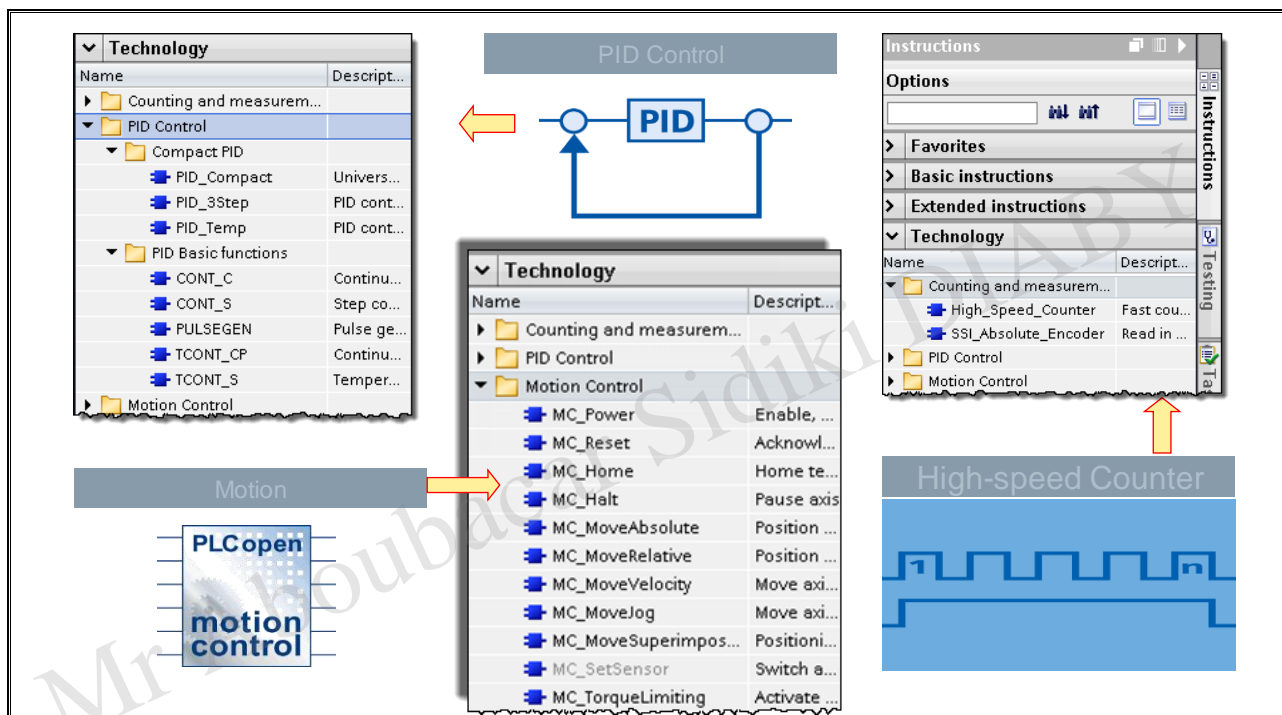 Technology
Name Descript...
Counting and measurem...
PID Control
Compact PID
PID_Compact Univers...
PID_3Step PID cont...
PID_Temp PID cont...
PID Basic functions
CONT_C Continu...
CONT_S Step co...
PULSEGEN Pulse ge...
TCONT_CP Continu...
TCONT_S Temper...
Motion Control
PID Control
PID
Instructions
Options
Favorites
Basic instructions
Extended instructions
Technology
Name Descript...
Counting and measurem...
High_Speed_Counter Fast cou...
SSI_Absolute_Encoder Read in ...
PID Control
Motion Control
Instructions
Testing
Ta
Technology
Name Descript...
Counting and measurem...
PID Control
Motion Control
MC_Power Enable, ...
MC_Reset Acknowl...
MC_Home Home te...
MC_Halt Pause axis
MC_MoveAbsolute Position ...
MC_MoveRelative Position ...
MC_MoveVelocity Move axi...
MC_MoveJog Move axi...
MC_MoveSuperimpos... Positioni...
MC_SetSensor Switch a...
MC_TorqueLimiting Activate ...
Motion
PLCopen
motion
control
High-speed Counter
1 n
Mr Aboubacar Sidiki DIABY